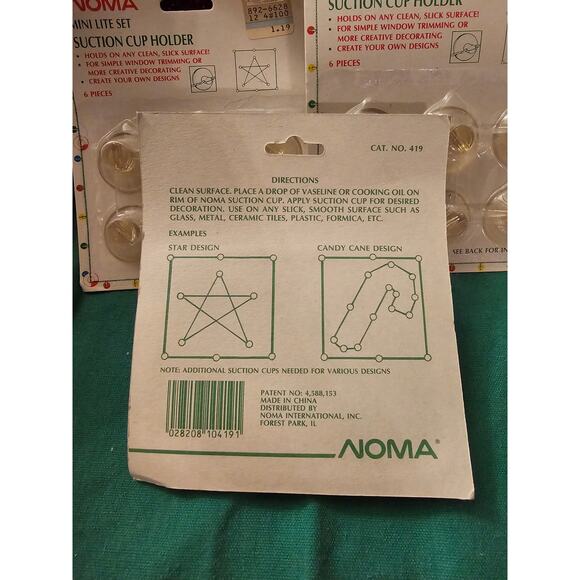 NOMA
MINI LITE SET
SUCTION CUP HOLDER
• HOLDS ON ANY CLEAN, SLICK SURFACE!
• FOR SIMPLE WINDOW TRIMMING OR
MORE CREATIVE DECORATING
• CREATE YOUR OWN DESIGNS
6 PIECES
892-6628
12 4$100
1.19
SUCTION CUP HOLDER
• HOLDS ON ANY CLEAN, SLICK SURFACE!
• FOR SIMPLE WINDOW TRIMMING OR
MORE CREATIVE DECORATING
• CREATE YOUR OWN DESIGNS
6 PIECES
SEE BACK FOR
CAT. NO. 419
DIRECTIONS
CLEAN SURFACE. PLACE A DROP OF VASELINE OR COOKING OIL ON
RIM OF NOMA SUCTION CUP. APPLY SUCTION CUP FOR DESIRED
DECORATION. USE ON ANY SLICK, SMOOTH SURFACE SUCH AS
GLASS, METAL, CERAMIC TILES, PLASTIC, FORMICA, ETC.
EXAMPLES
STAR DESIGN
CANDY CANE DESIGN
NOTE: ADDITIONAL SUCTION CUPS NEEDED FOR VARIOUS DESIGNS
028208 104191
PATENT NO: 4,588,153
MADE IN CHINA
DISTRIBUTED BY
NOMA INTERNATIONAL, INC.
FOREST PARK, IL
NOMA®